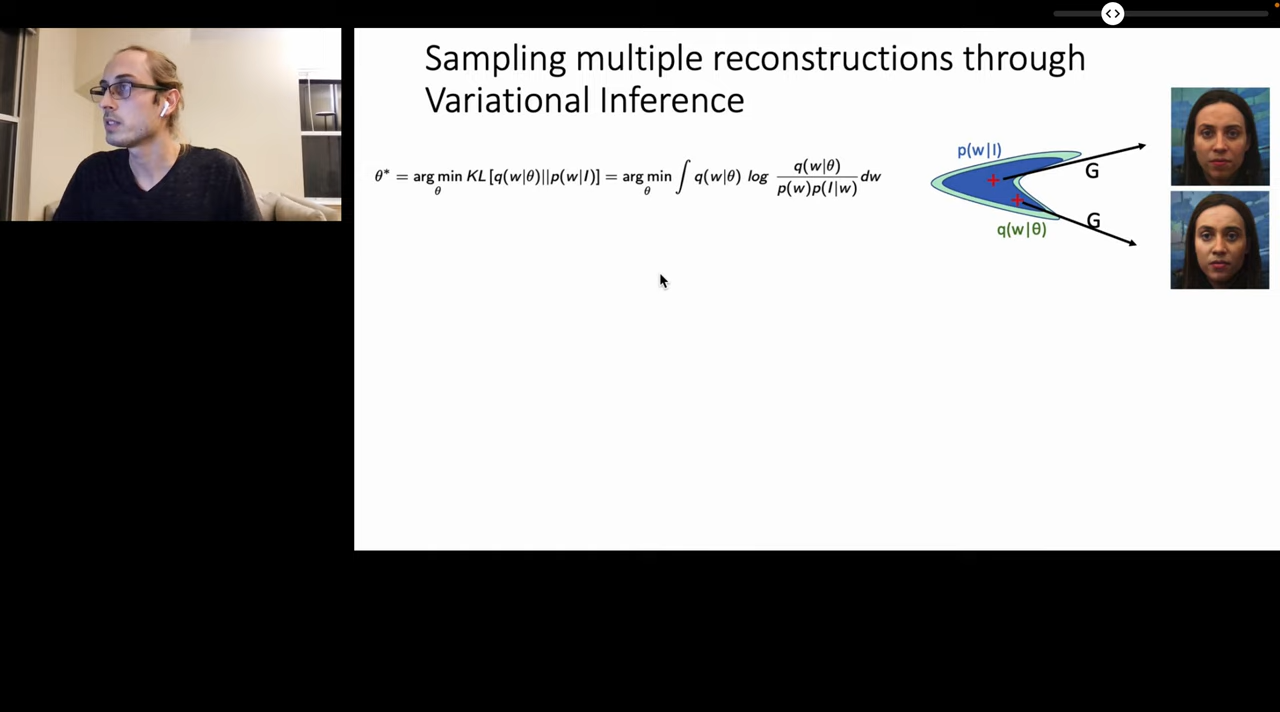 Sampling multiple reconstructions through
Variational Inference
θ* = arg min KL [q(w|θ)||p(w|I)] = arg min ∫ q(w|θ) log q(w|θ) / p(w)p(I|w) dw
θ θ
p(w|I)
G
G
q(w|θ)